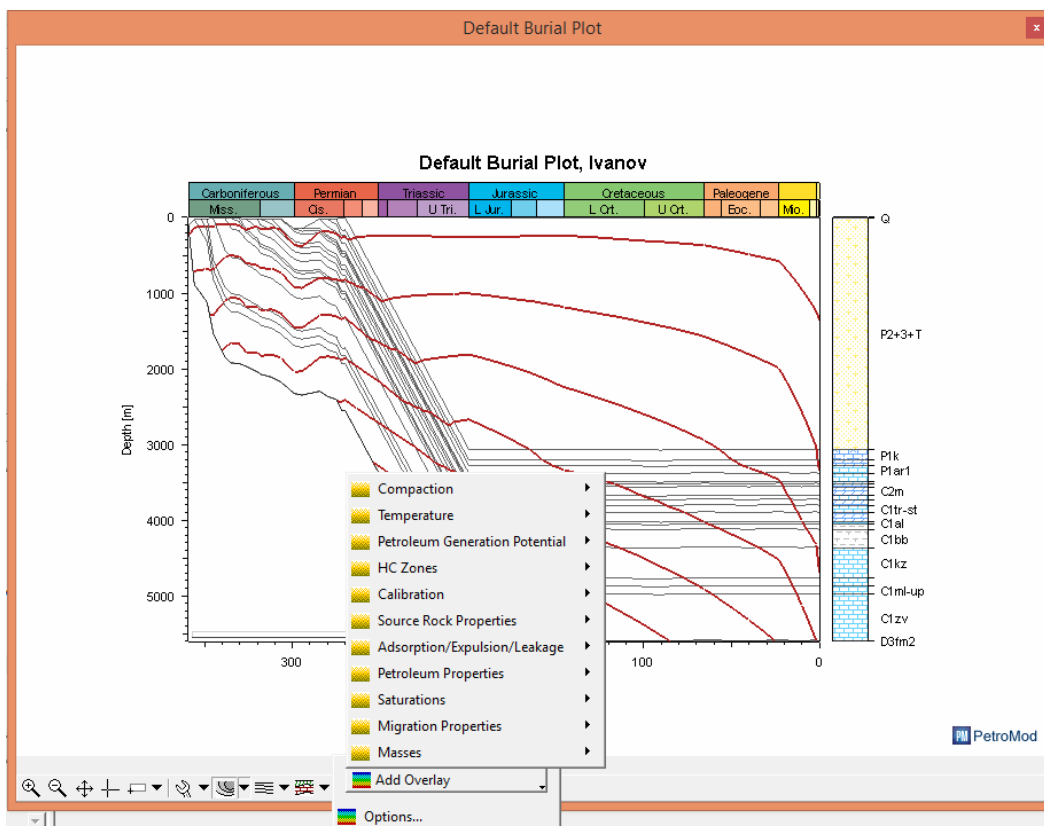 Default Burial Plot
x
Default Burial Plot, Ivanov
Carboniferous Permian Triassic Jurassic Cretaceous Paleogene
Miss. Cis. U Tri. L Jur. L Crt. U Crt. Eoc. Mio.
0
1000
2000
3000
4000
5000
Depth [m]
300 100 0
Q
P2+3+T
P1k
P1ar1
C2m
C1tr-st
C1al
C1bb
C1kz
C1ml-up
C1zv
D3fm2
Compaction
Temperature
Petroleum Generation Potential
HC Zones
Calibration
Source Rock Properties
Adsorption/Expulsion/Leakage
Petroleum Properties
Saturations
Migration Properties
Masses
Add Overlay
Options...
PM PetroMod